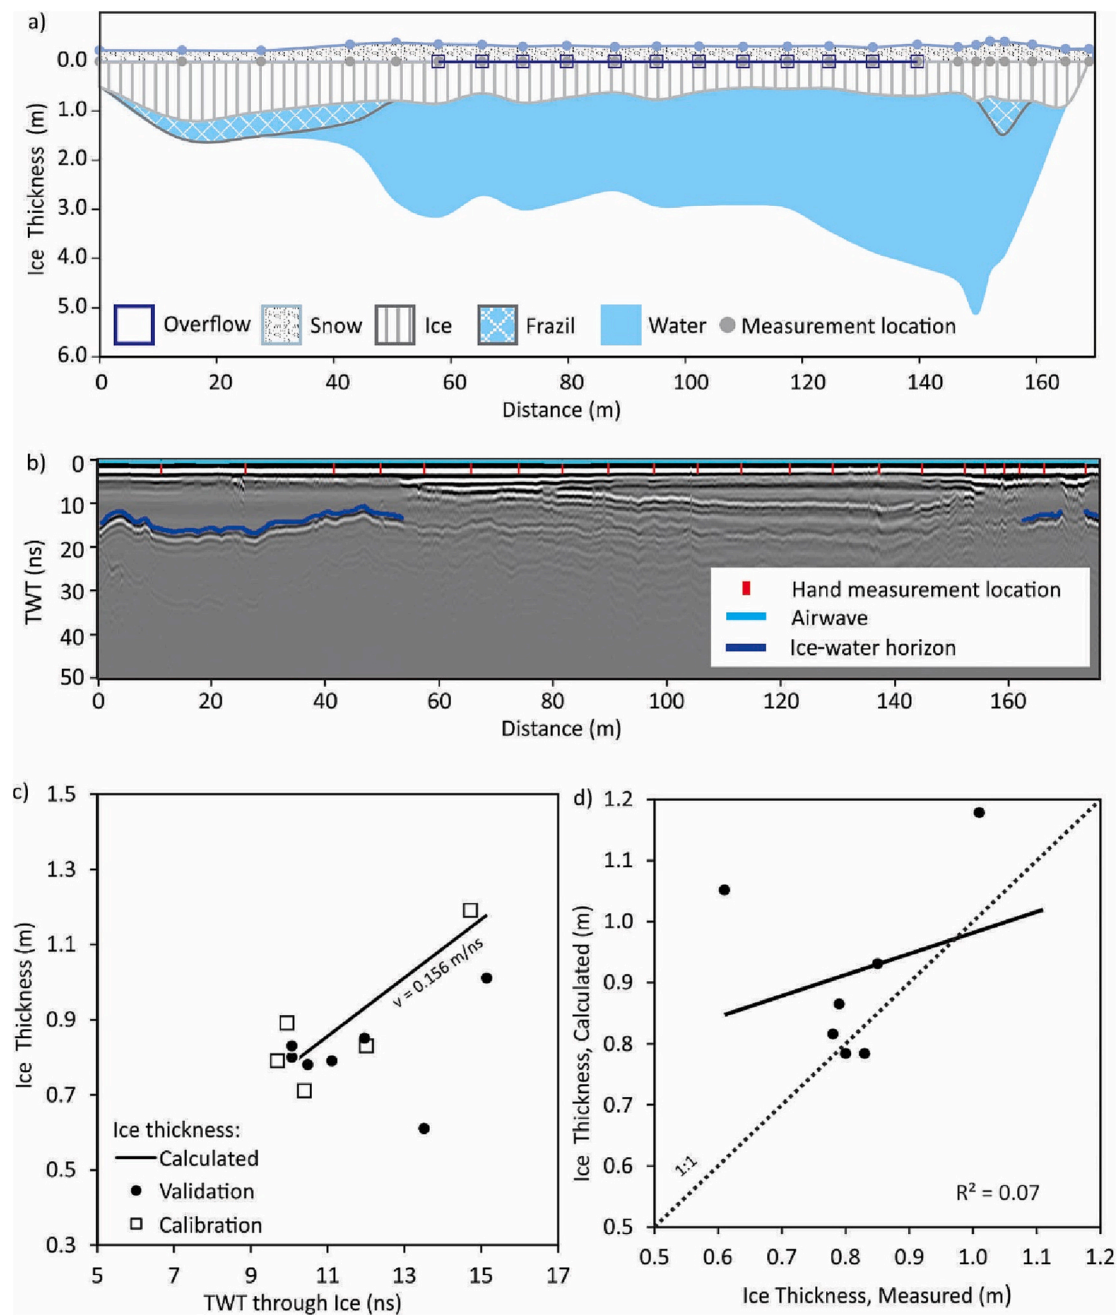 a)
Ice Thickness (m)
0.0
1.0
2.0
3.0
4.0
5.0
6.0
Overflow Snow Ice Frazil Water Measurement location
0 20 40 60 80 100 120 140 160
Distance (m)
b)
TWT (ns)
0
10
20
30
40
50
Hand measurement location
Airwave
Ice-water horizon
0 20 40 60 80 100 120 140 160
Distance (m)
c)
Ice Thickness (m)
1.5
1.3
1.1
0.9
0.7
0.5
0.3
v = 0.156 m/ns
Ice thickness:
Calculated
Validation
Calibration
5 7 9 11 13 15 17
TWT through Ice (ns)
d)
Ice Thickness, Calculated (m)
1.2
1.1
1.0
0.9
0.8
0.7
0.6
0.5
1:1
R² = 0.07
0.5 0.6 0.7 0.8 0.9 1.0 1.1 1.2
Ice Thickness, Measured (m)